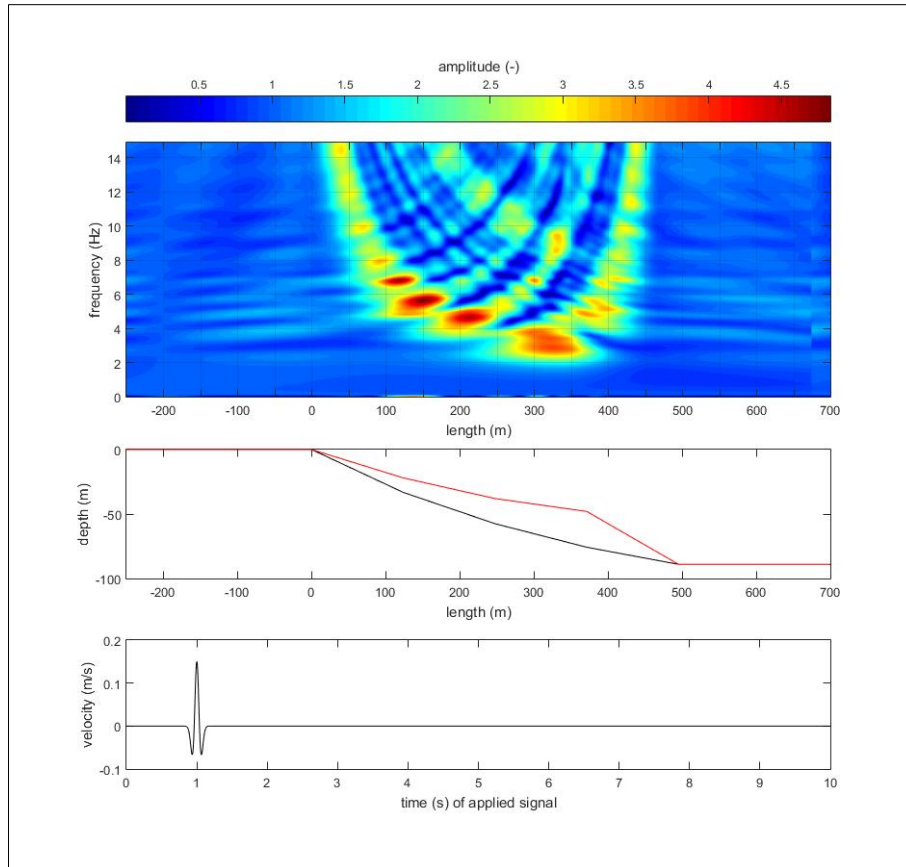 amplitude (-)
0.5 1 1.5 2 2.5 3 3.5 4 4.5
14
12
10
8
6
4
2
0
frequency (Hz)
-200 -100 0 100 200 300 400 500 600 700
length (m)
0
-50
-100
depth (m)
-200 -100 0 100 200 300 400 500 600 700
length (m)
0.2
0.1
0
-0.1
velocity (m/s)
0 1 2 3 4 5 6 7 8 9 10
time (s) of applied signal